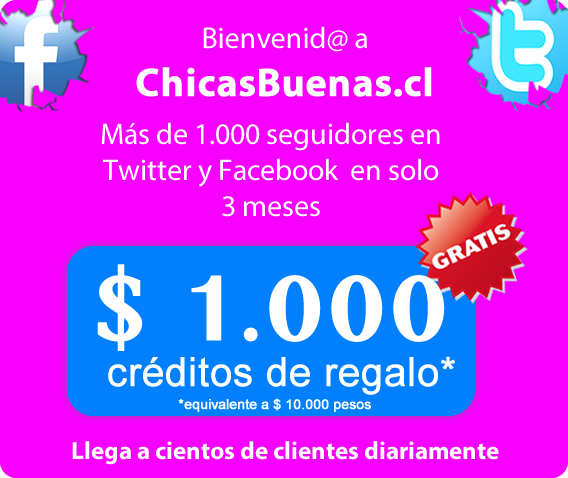 Bienvenid@ a
ChicasBuenas.cl
Más de 1.000 seguidores en
Twitter y Facebook en solo
3 meses
GRATIS
$ 1.000
créditos de regalo*
*equivalente a $ 10.000 pesos
Llega a cientos de clientes diariamente